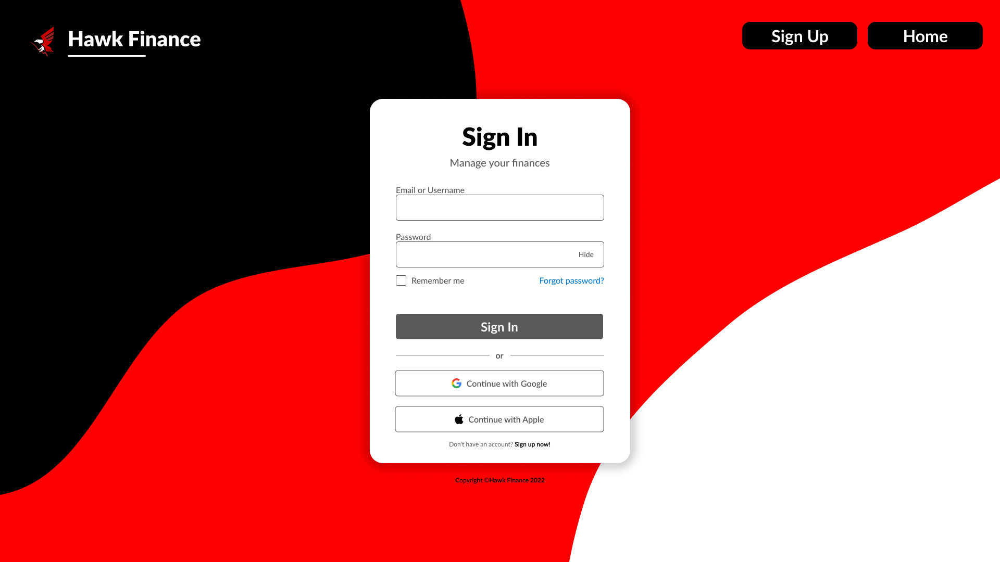 Hawk Finance
Sign Up
Home
Sign In
Manage your finances
Email or Username
Password
Hide
Remember me
Forgot password?
Sign In
or
Continue with Google
Continue with Apple
Don't have an account? Sign up now!
Copyright ©Hawk Finance 2022